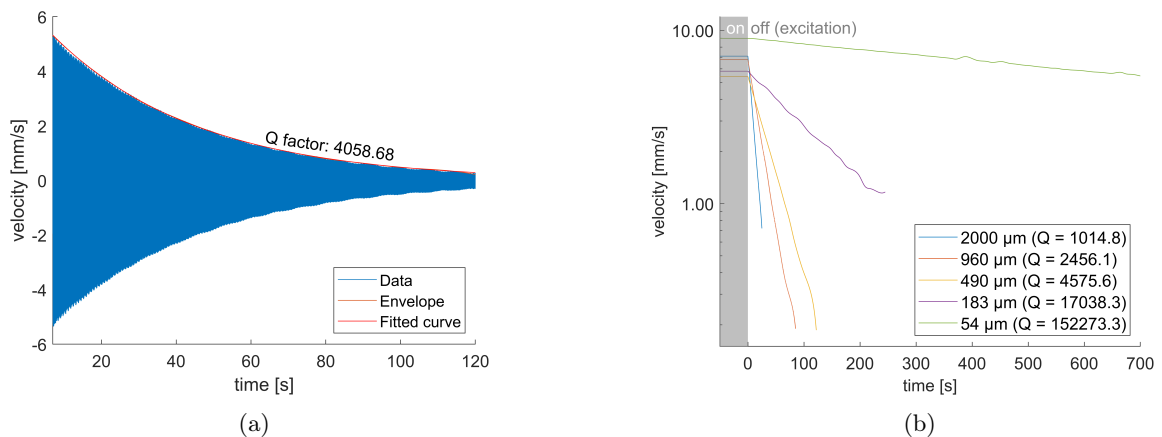 6
4
2
0
-2
-4
-6
velocity [mm/s]
Q factor: 4058.68
Data
Envelope
Fitted curve
20
40
60
80
100
120
time [s]
(a)
on off (excitation)
10.00
1.00
velocity [mm/s]
2000 µm (Q = 1014.8)
960 µm (Q = 2456.1)
490 µm (Q = 4575.6)
183 µm (Q = 17038.3)
54 µm (Q = 152273.3)
0
100
200
300
400
500
600
700
time [s]
(b)